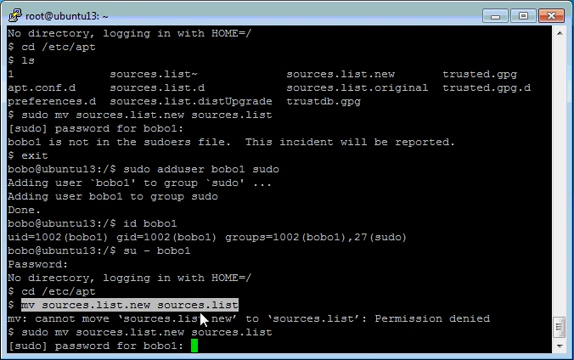 root@ubuntu13: ~
No directory, logging in with HOME=/
$ cd /etc/apt
$ ls
1 sources.list~ sources.list.new trusted.gpg
apt.conf.d sources.list.d sources.list.original trusted.gpg.d
preferences.d sources.list.distUpgrade trustdb.gpg
$ sudo mv sources.list.new sources.list
[sudo] password for bobo1:
bobo1 is not in the sudoers file. This incident will be reported.
$ exit
bobo@ubuntu13:/$ sudo adduser bobo1 sudo
Adding user `bobo1' to group `sudo' ...
Adding user bobo1 to group sudo
Done.
bobo@ubuntu13:/$ id bobo1
uid=1002(bobo1) gid=1002(bobo1) groups=1002(bobo1),27(sudo)
bobo@ubuntu13:/$ su - bobo1
Password:
No directory, logging in with HOME=/
$ cd /etc/apt
$ mv sources.list.new sources.list
mv: cannot move ‘sources.list.new’ to ‘sources.list’: Permission denied
$ sudo mv sources.list.new sources.list
[sudo] password for bobo1: